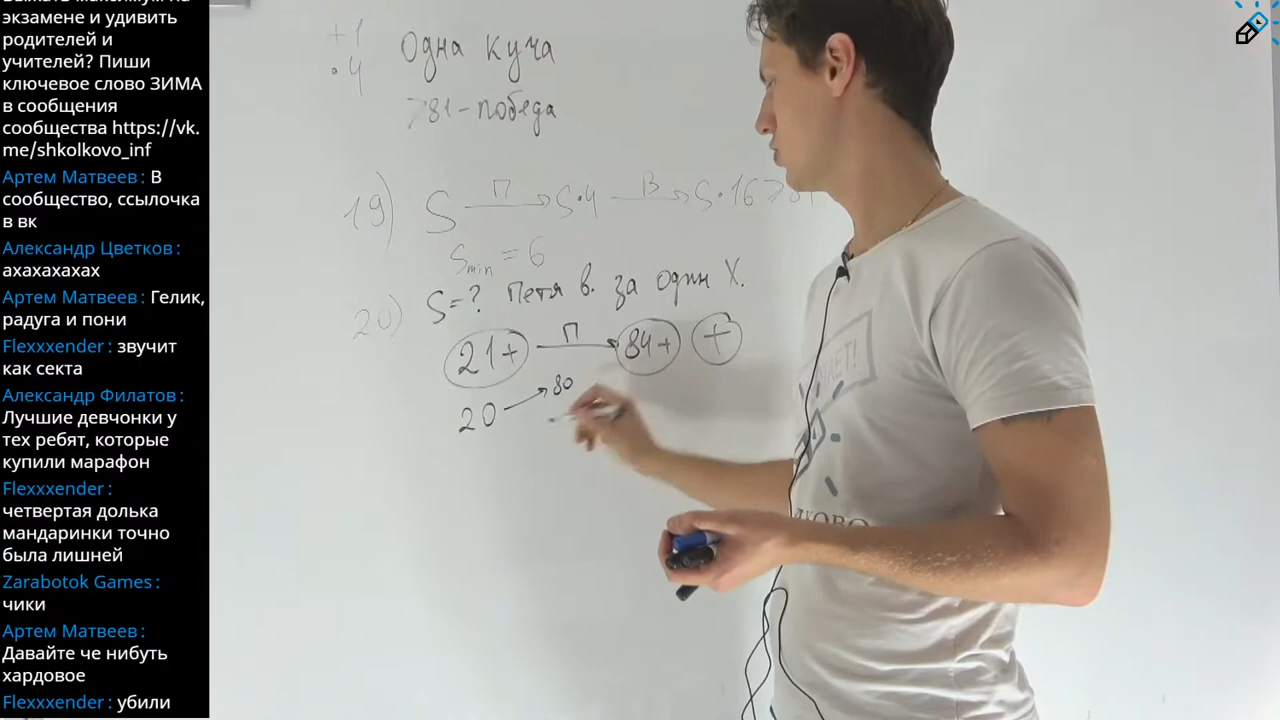 экзамене и удивить
родителей и
учителей? Пиши
ключевое слово ЗИМА
в сообщения
сообщества https://vk.
me/shkolkovo_inf
Артем Матвеев: В
сообщество, ссылочка
в вк
Александр Цветков:
ахахахахах
Артем Матвеев: Гелик,
радуга и пони
Flexxxender: звучит
как секта
Александр Филатов:
Лучшие девчонки у
тех ребят, которые
купили марафон
Flexxxender:
четвертая долька
мандаринки точно
была лишней
Zarabotok Games:
чики
Артем Матвеев:
Давайте че нибуть
хардовое
Flexxxender: убили
+1
·4
Одна куча
>81-победа
19) S П S·4 В S·16 ≥ 81
Smin = 6
20) S=? Петя в. за один Х.
21+ П 84+ +
20 80